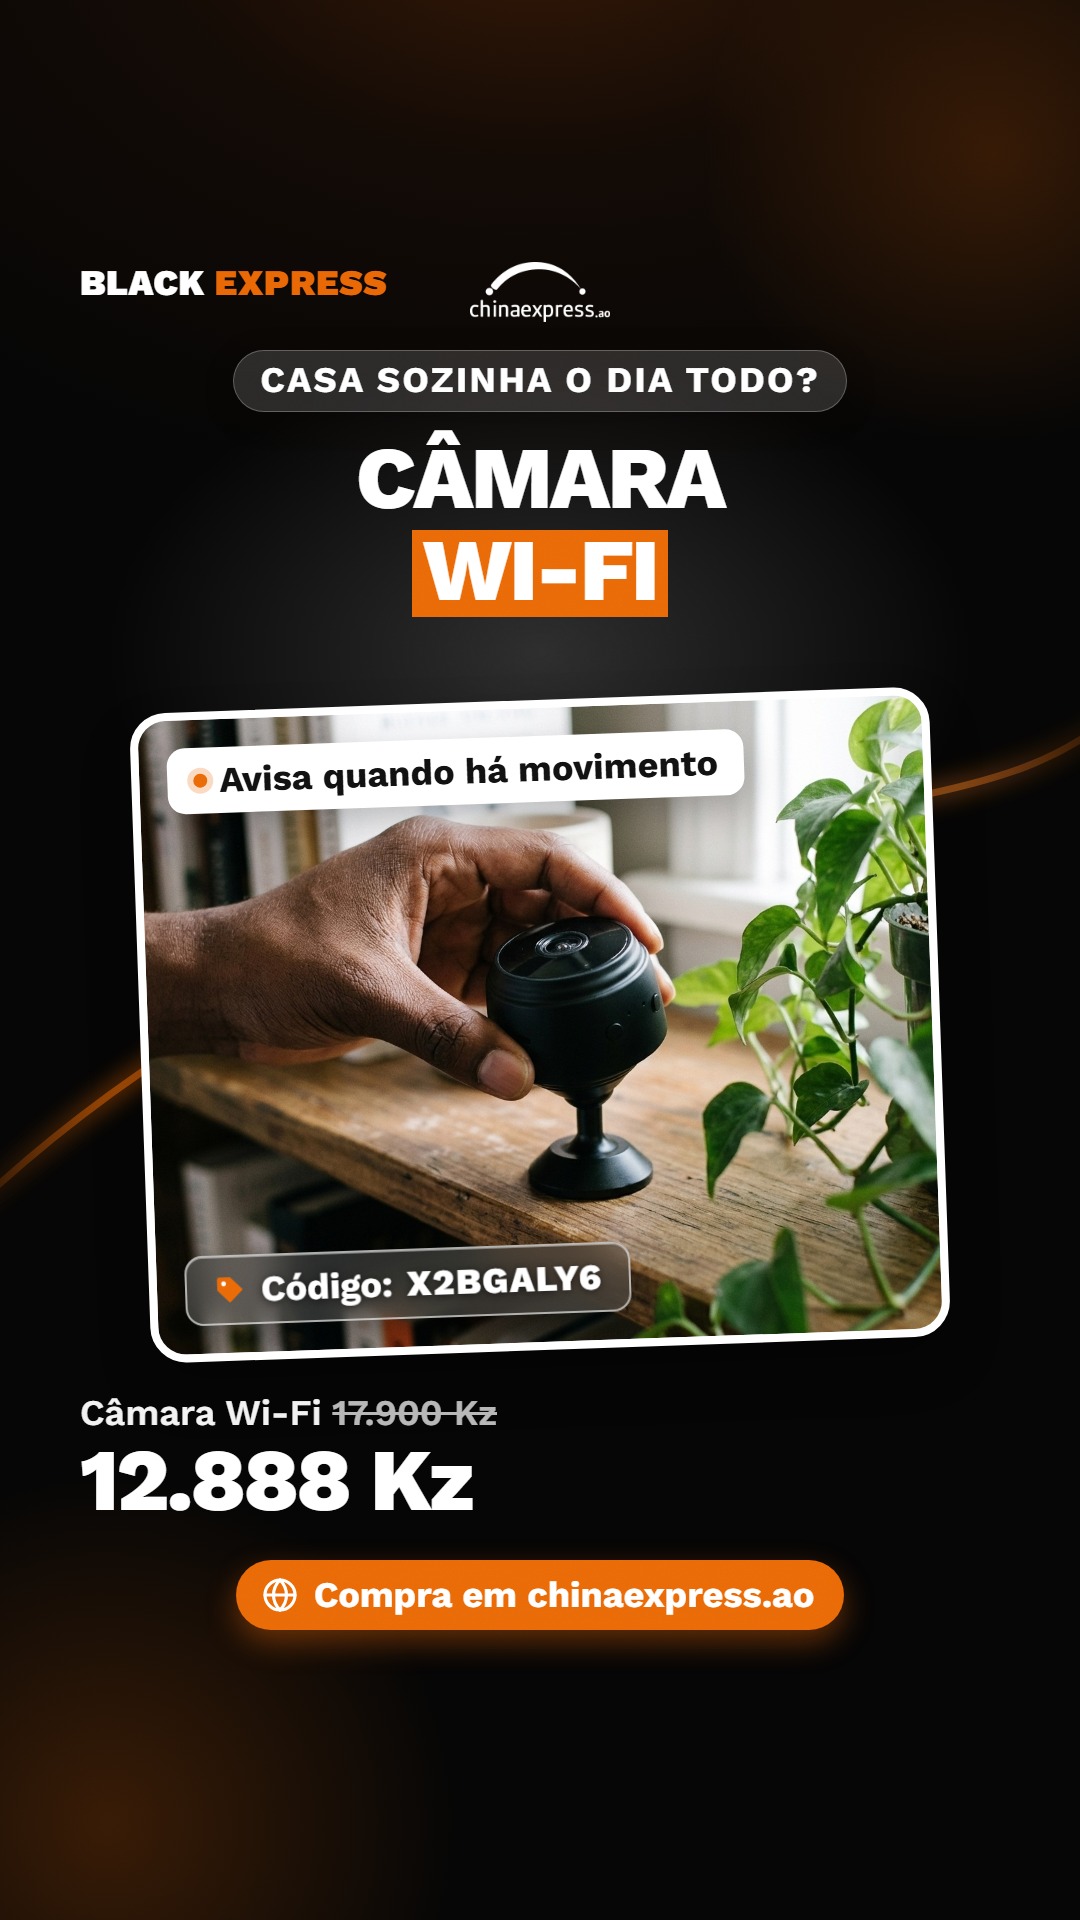 BLACK EXPRESS
chinaexpress.ao
CASA SOZINHA O DIA TODO?
CÂMARA
WI-FI
Avisa quando há movimento
Código: X2BGALY6
Câmara Wi-Fi 17.900 Kz
12.888 Kz
Compra em chinaexpress.ao